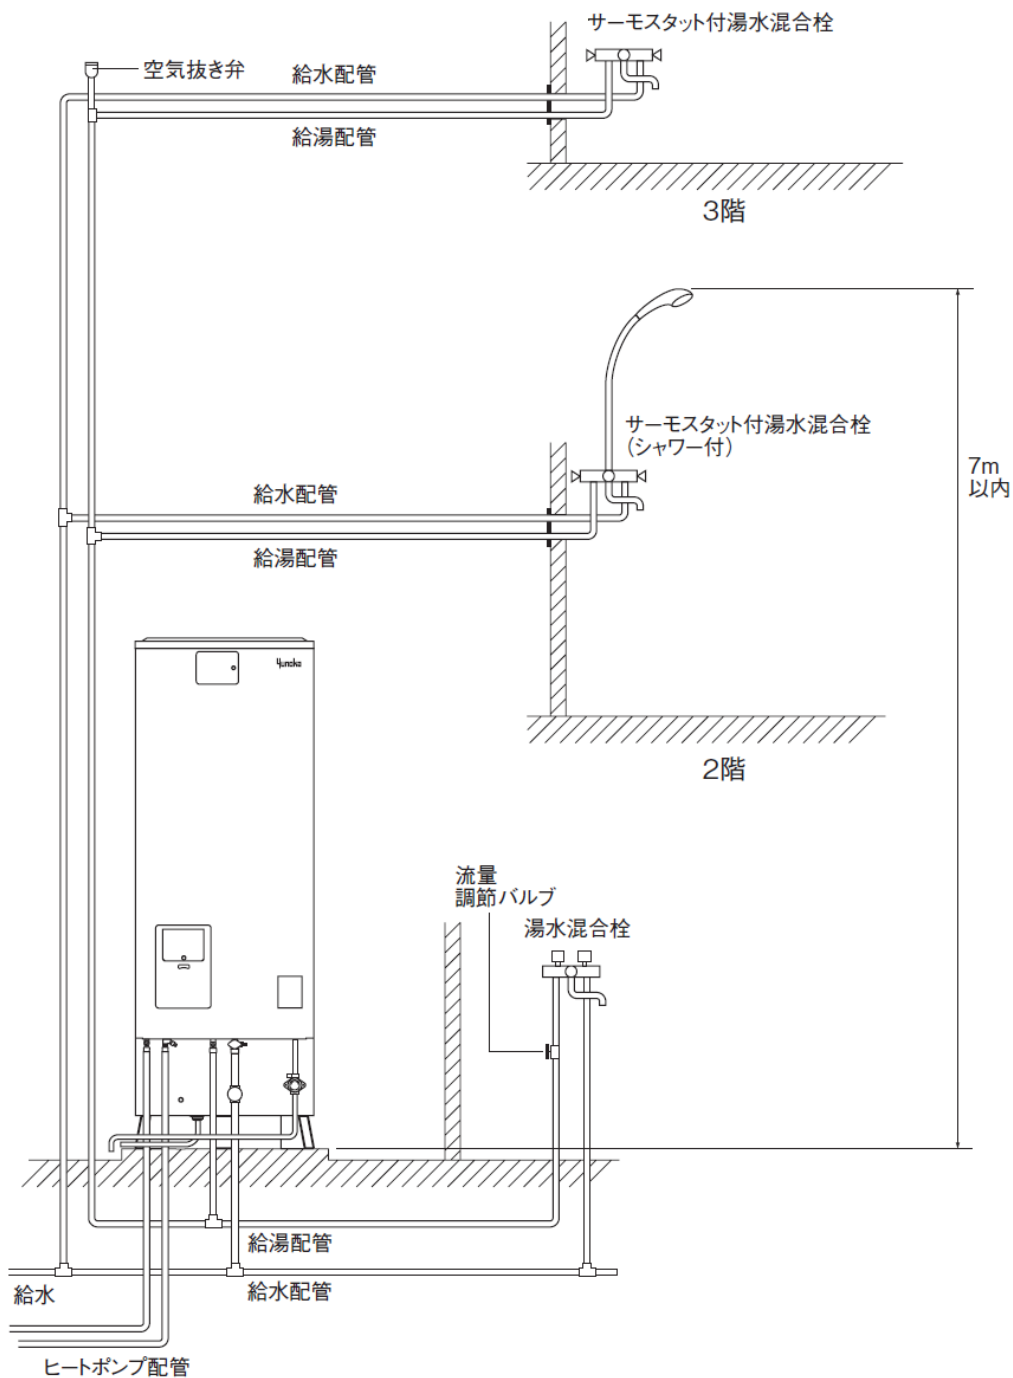 サーモスタット付湯水混合栓
空気抜き弁
給水配管
給湯配管
3階
サーモスタット付湯水混合栓
（シャワー付）
7m
以内
給水配管
給湯配管
2階
流量
調節バルブ
湯水混合栓
給湯配管
給水
給水配管
ヒートポンプ配管